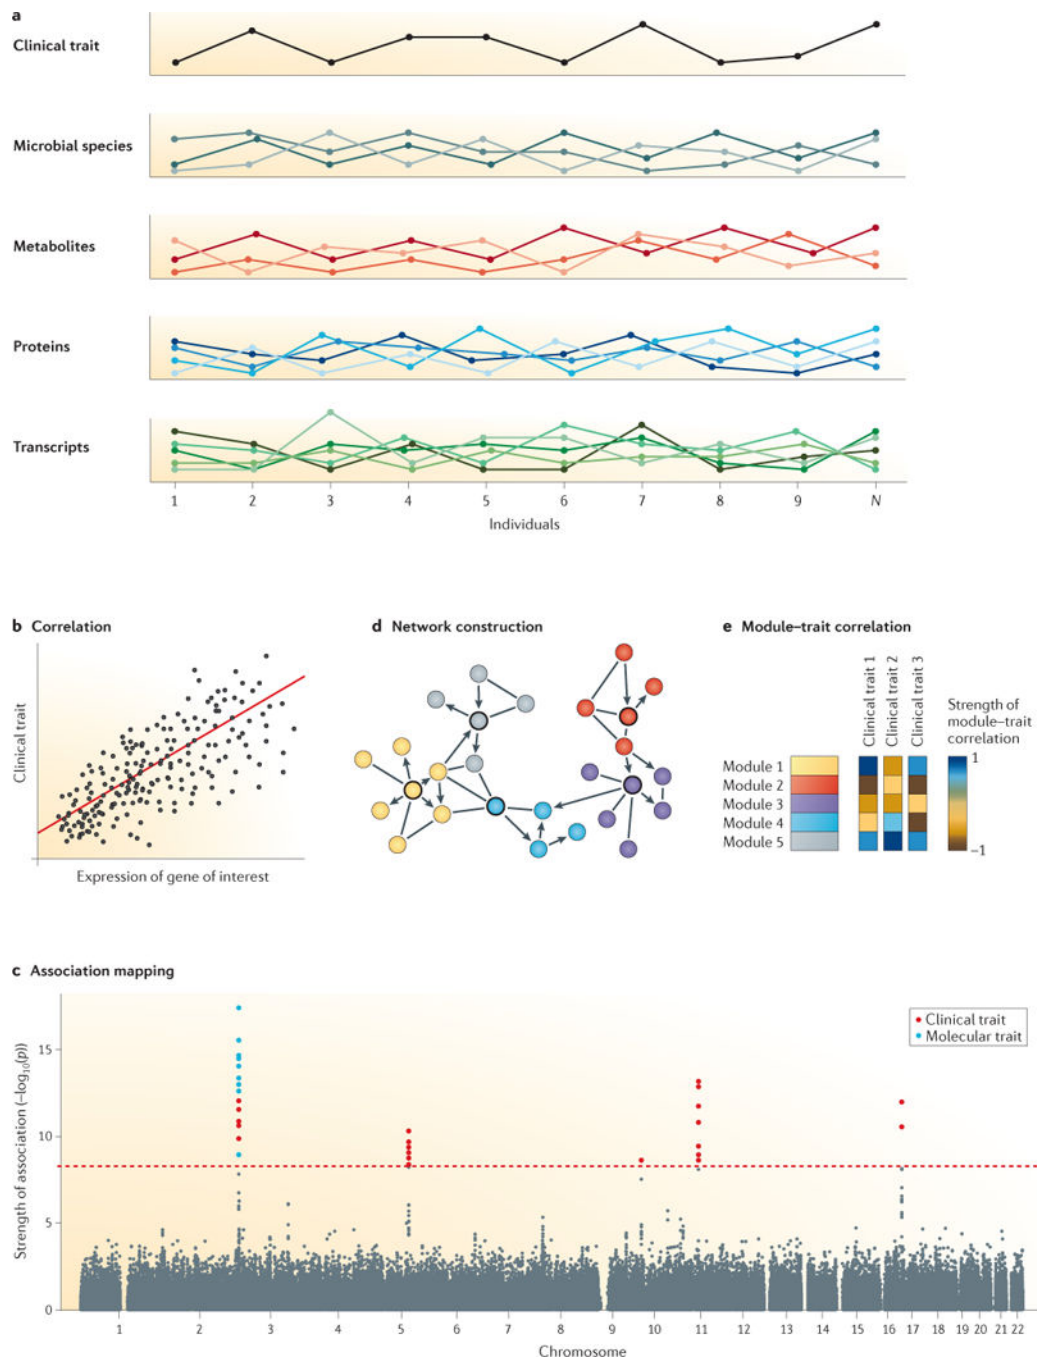 a
Clinical trait
Microbial species
Metabolites
Proteins
Transcripts
1 2 3 4 5 6 7 8 9 N
Individuals
b Correlation
Clinical trait
Expression of gene of interest
d Network construction
e Module–trait correlation
Clinical trait 1
Clinical trait 2
Clinical trait 3
Strength of
module–trait
correlation
1
–1
Module 1
Module 2
Module 3
Module 4
Module 5
c Association mapping
Strength of association (–log10(p))
15
10
5
0
Clinical trait
Molecular trait
1 2 3 4 5 6 7 8 9 10 11 12 13 14 15 16 17 18 19 20 21 22
Chromosome